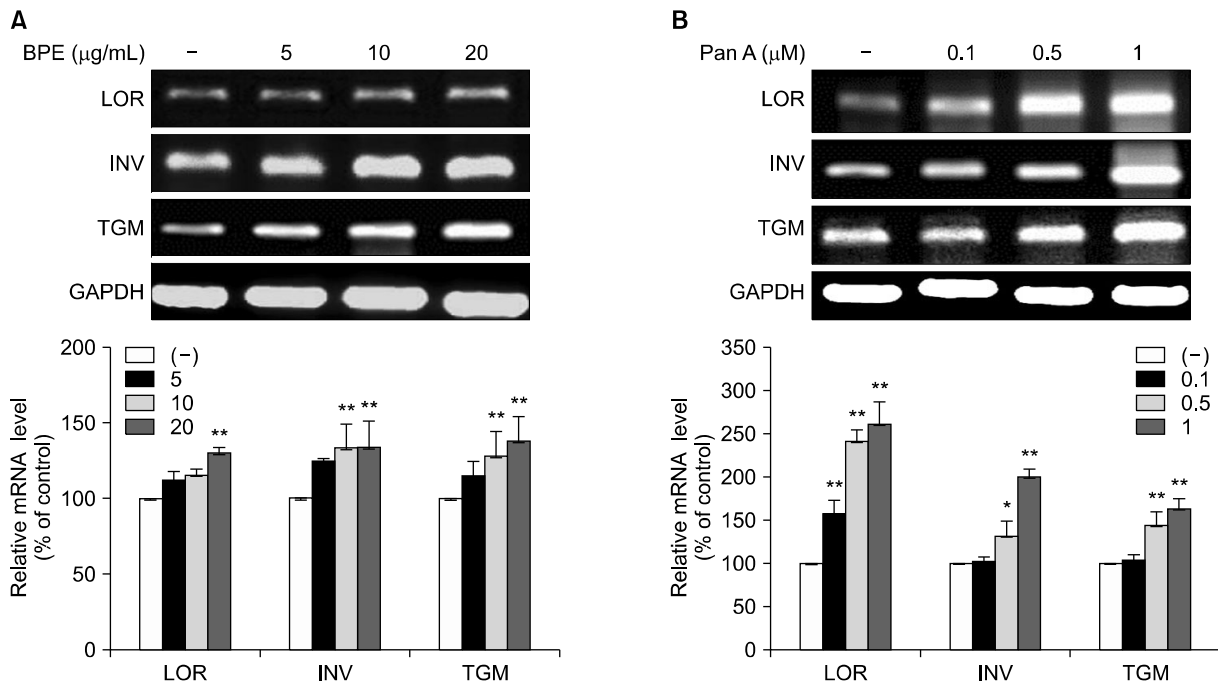 A
BPE (μg/mL) − 5 10 20
LOR
INV
TGM
GAPDH
200
150
100
50
0
Relative mRNA level
(% of control)
(−)
5
10
20
**
** **
** **
LOR INV TGM
B
Pan A (μM) − 0.1 0.5 1
LOR
INV
TGM
GAPDH
350
300
250
200
150
100
50
0
Relative mRNA level
(% of control)
(−)
0.1
0.5
1
** ** **
* **
** **
LOR INV TGM